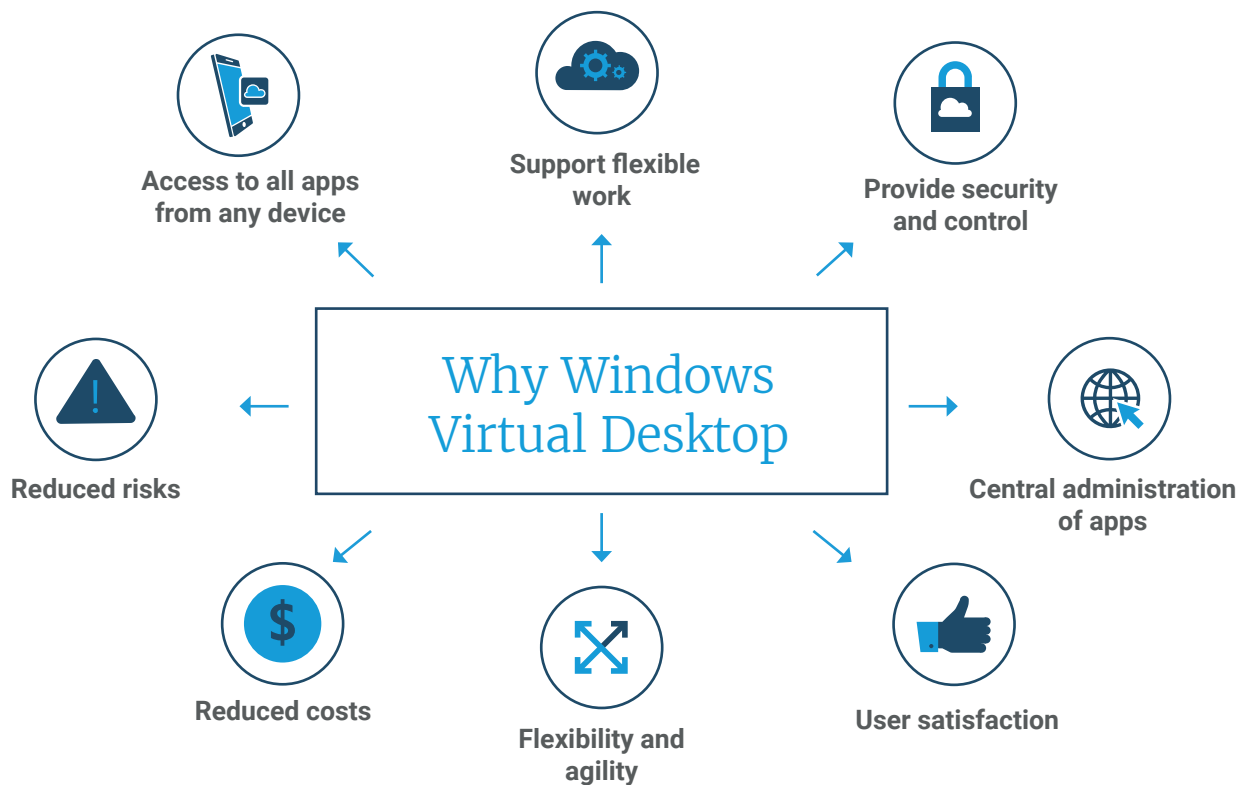 Access to all apps
from any device
Support flexible
work
Provide security
and control
Why Windows
Virtual Desktop
Reduced risks
Central administration
of apps
$
Reduced costs
Flexibility and
agility
User satisfaction